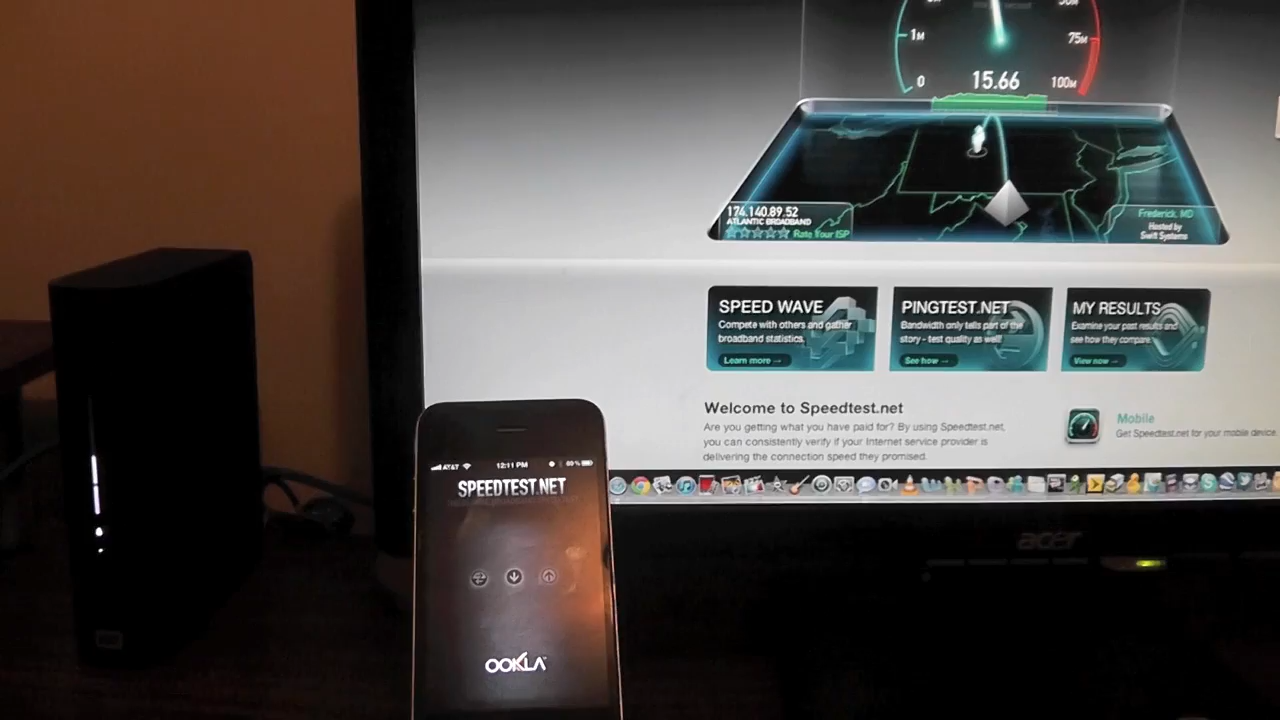 1M
75M
0
15.66
100M
174.140.89.52
ATLANTIC BROADBAND
Rate Your ISP
Frederick, MD
Hosted by
Swift Systems
SPEED WAVE
Compete with others and gather
broadband statistics.
Learn more →
PINGTEST.NET
Bandwidth only tells part of the
story - test quality as well!
See how →
MY RESULTS
Examine your past results and
see how they compare.
View now →
Welcome to Speedtest.net
Are you getting what you have paid for? By using Speedtest.net,
you can consistently verify if your Internet service provider is
delivering the connection speed they promised.
Mobile
Get Speedtest.net for your mobile device.
acer
AT&T
12:11 PM
SPEEDTEST.NET
OOKLA